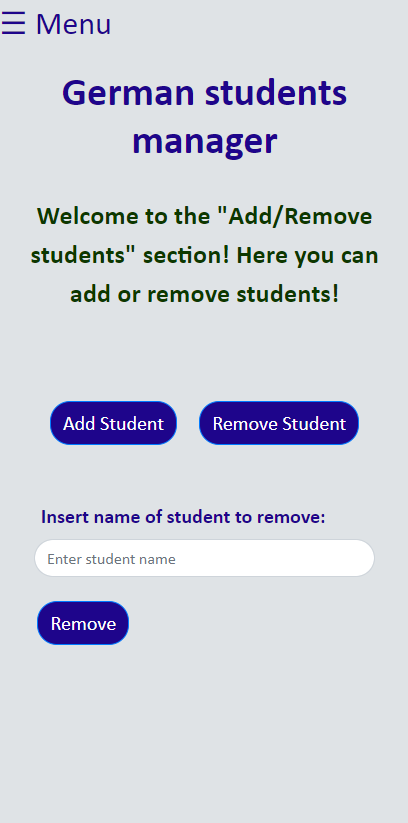 ☰ Menu
German students
manager
Welcome to the "Add/Remove
students" section! Here you can
add or remove students!
Add Student Remove Student
Insert name of student to remove:
Enter student name
Remove